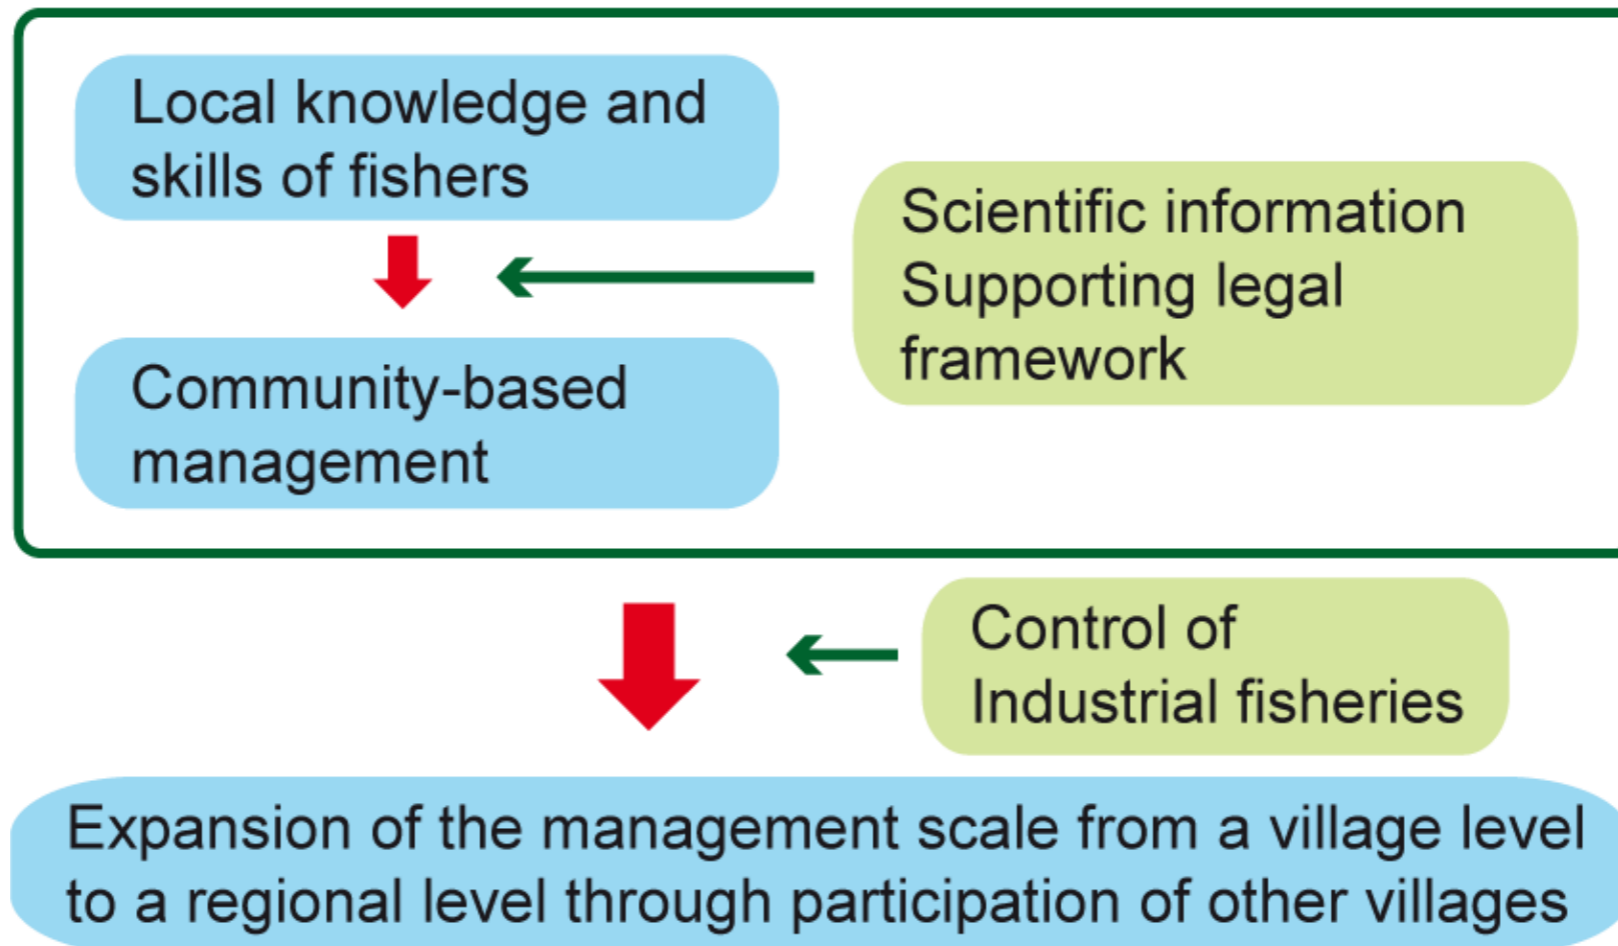 Local knowledge and
skills of fishers
Scientific information
Supporting legal
framework
Community-based
management
Control of
Industrial fisheries
Expansion of the management scale from a village level
to a regional level through participation of other villages